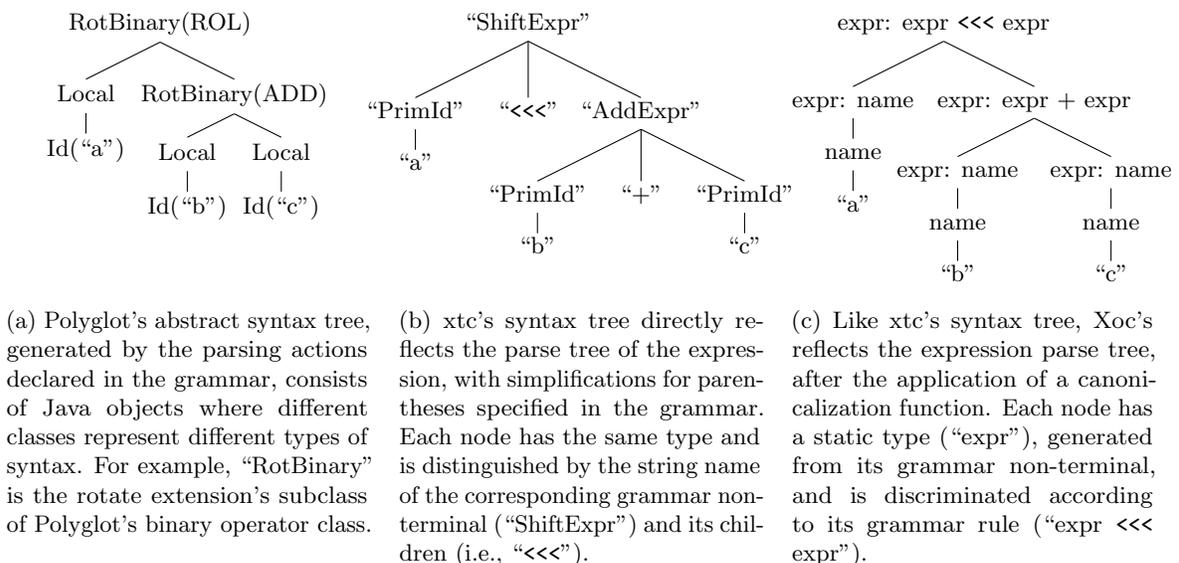 RotBinary(ROL)
Local RotBinary(ADD)
Id(“a”) Local Local
Id(“b”) Id(“c”)
“ShiftExpr”
“PrimId” “<<<” “AddExpr”
“a”
“PrimId” “+” “PrimId”
“b” “c”
expr: expr <<< expr
expr: name expr: expr + expr
name
expr: name expr: name
“a”
name name
“b” “c”
(a) Polyglot’s abstract syntax tree,
generated by the parsing actions
declared in the grammar, consists
of Java objects where different
classes represent different types of
syntax. For example, “RotBinary”
is the rotate extension’s subclass
of Polyglot’s binary operator class.
(b) xtc’s syntax tree directly re-
flects the parse tree of the expres-
sion, with simplifications for paren-
theses specified in the grammar.
Each node has the same type and
is distinguished by the string name
of the corresponding grammar non-
terminal (“ShiftExpr”) and its chil-
dren (i.e., “<<<”).
(c) Like xtc’s syntax tree, Xoc’s
reflects the expression parse tree,
after the application of a canoni-
calization function. Each node has
a static type (“expr”), generated
from its grammar non-terminal,
and is discriminated according
to its grammar rule (“expr <<<
expr”).